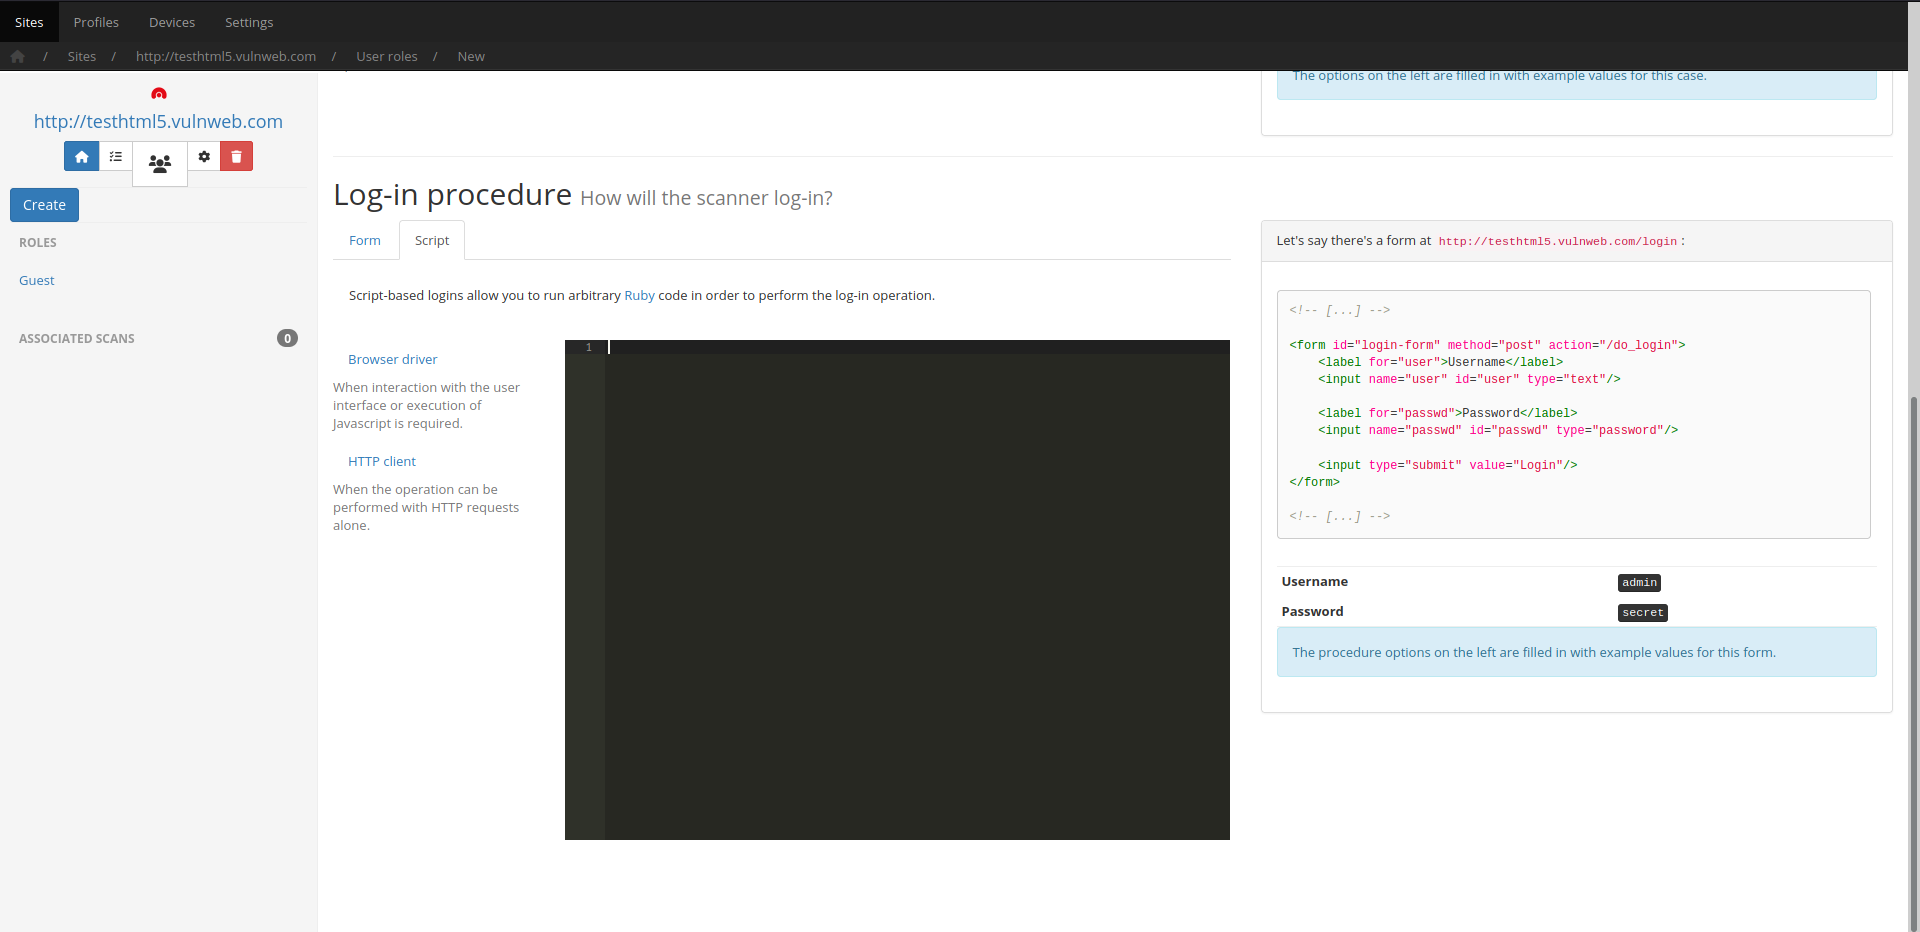 Sites Profiles Devices Settings
/ Sites / http://testhtml5.vulnweb.com / User roles / New
http://testhtml5.vulnweb.com
Create
ROLES
Guest
ASSOCIATED SCANS 0
The options on the left are filled in with example values for this case.
Log-in procedure How will the scanner log-in?
Form Script
Script-based logins allow you to run arbitrary Ruby code in order to perform the log-in operation.
Browser driver
When interaction with the user
interface or execution of
Javascript is required.
HTTP client
When the operation can be
performed with HTTP requests
alone.
1
Let's say there's a form at http://testhtml5.vulnweb.com/login :
<!-- [...] -->
<form id="login-form" method="post" action="/do_login">
<label for="user">Username</label>
<input name="user" id="user" type="text"/>
<label for="passwd">Password</label>
<input name="passwd" id="passwd" type="password"/>
<input type="submit" value="Login"/>
</form>
<!-- [...] -->
Username admin
Password secret
The procedure options on the left are filled in with example values for this form.